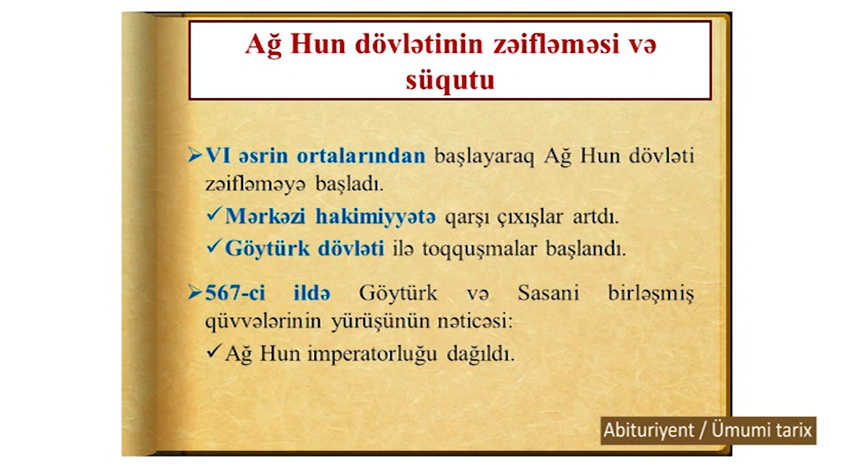 Ağ Hun dövlətinin zəifləməsi və
süqutu
➢VI əsrin ortalarından başlayaraq Ağ Hun dövləti
zəifləməyə başladı.
✓Mərkəzi hakimiyyətə qarşı çıxışlar artdı.
✓Göytürk dövləti ilə toqquşmalar başlandı.
➢567-ci ildə Göytürk və Sasani birləşmiş
qüvvələrinin yürüşünün nəticəsi:
✓Ağ Hun imperatorluğu dağıldı.
Abituriyent / Ümumi tarix